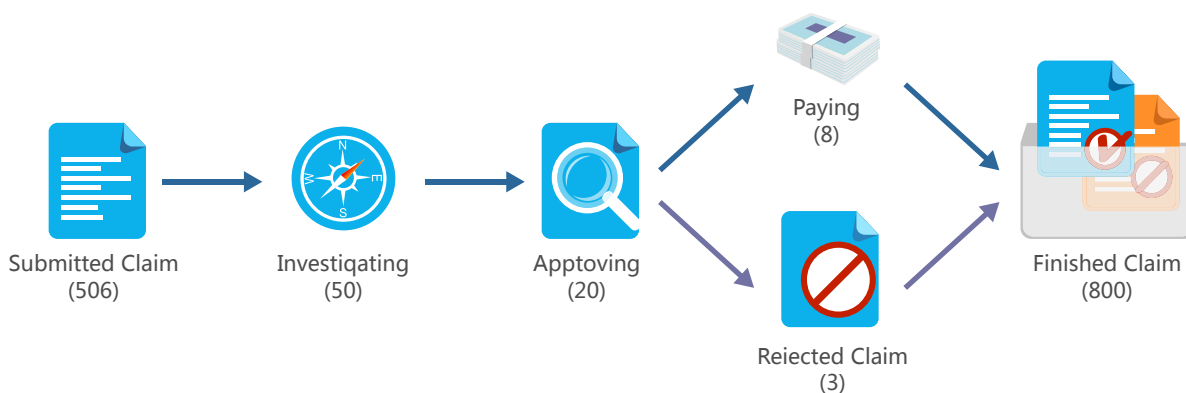 Submitted Claim
(506)
N
E
S
W
Investiqating
(50)
Apptoving
(20)
Paying
(8)
Reiected Claim
(3)
Finished Claim
(800)